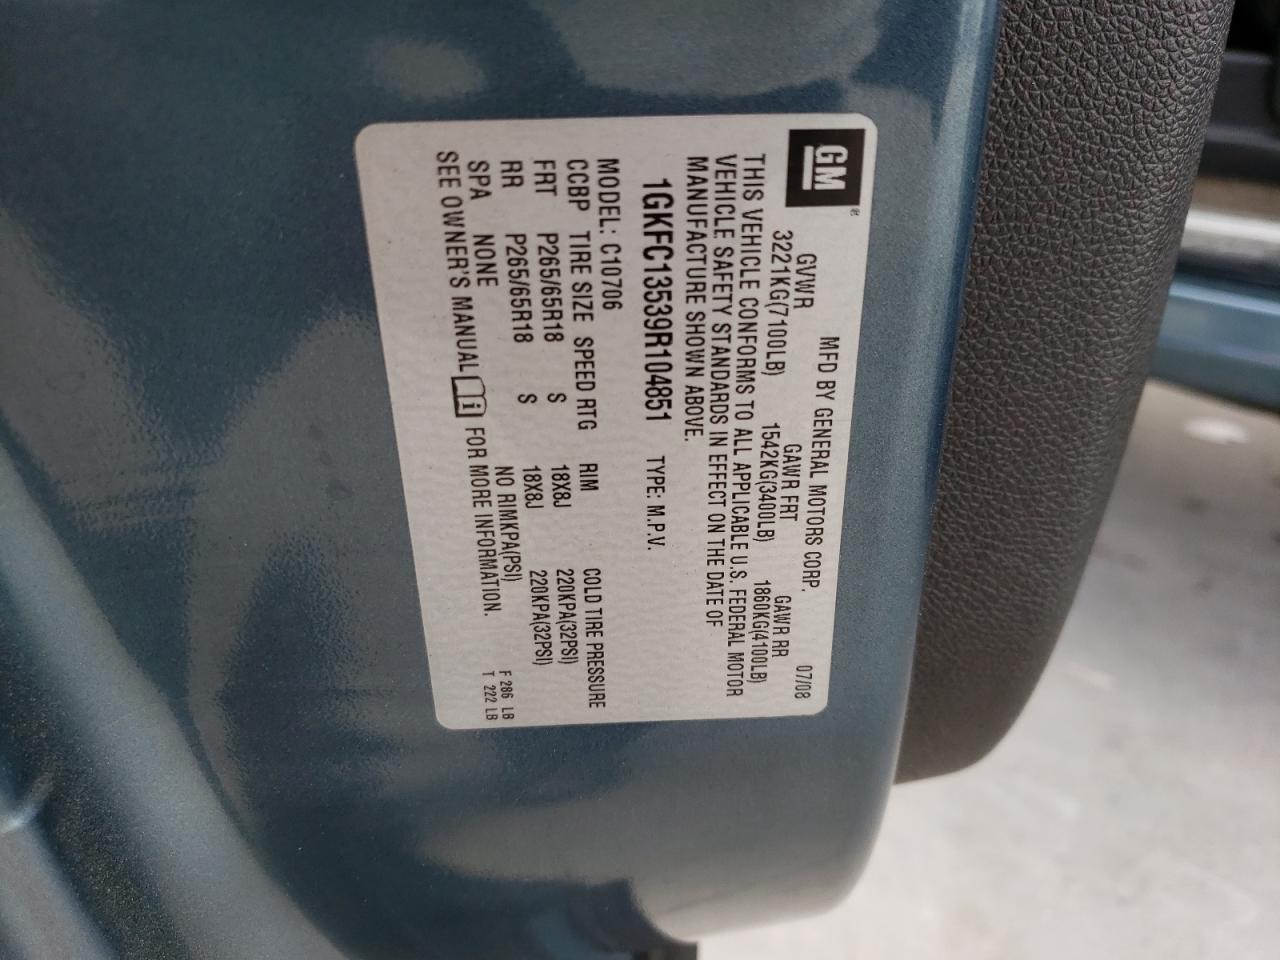 GM
MFD BY GENERAL MOTORS CORP. 07/08
GVWR GAWR FRT GAWR RR
3221KG(7100LB) 1542KG(3400LB) 1860KG(4100LB)
THIS VEHICLE CONFORMS TO ALL APPLICABLE U.S. FEDERAL MOTOR
VEHICLE SAFETY STANDARDS IN EFFECT ON THE DATE OF
MANUFACTURE SHOWN ABOVE.
1GKFC13539R104851 TYPE: M.P.V.
MODEL: C10706
CCBP TIRE SIZE SPEED RTG RIM COLD TIRE PRESSURE
FRT P265/65R18 S 18X8J 220KPA(32PSI)
RR P265/65R18 S 18X8J 220KPA(32PSI)
SPA NONE NO RIMKPA(PSI) F 286 LB
SEE OWNER'S MANUAL i FOR MORE INFORMATION. T 222 LB